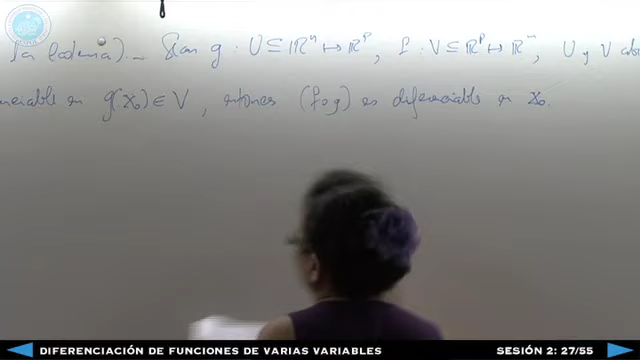 la cadena).- Sean g : U ⊆ ℝⁿ ↦ ℝᵖ, f : V ⊆ ℝᵖ ↦ ℝᵐ, U y V
en g(x₀) ∈ V, entonces (f∘g) es diferenciable en x₀.
DIFERENCIACIÓN DE FUNCIONES DE VARIAS VARIABLES
SESIÓN 2: 27/55